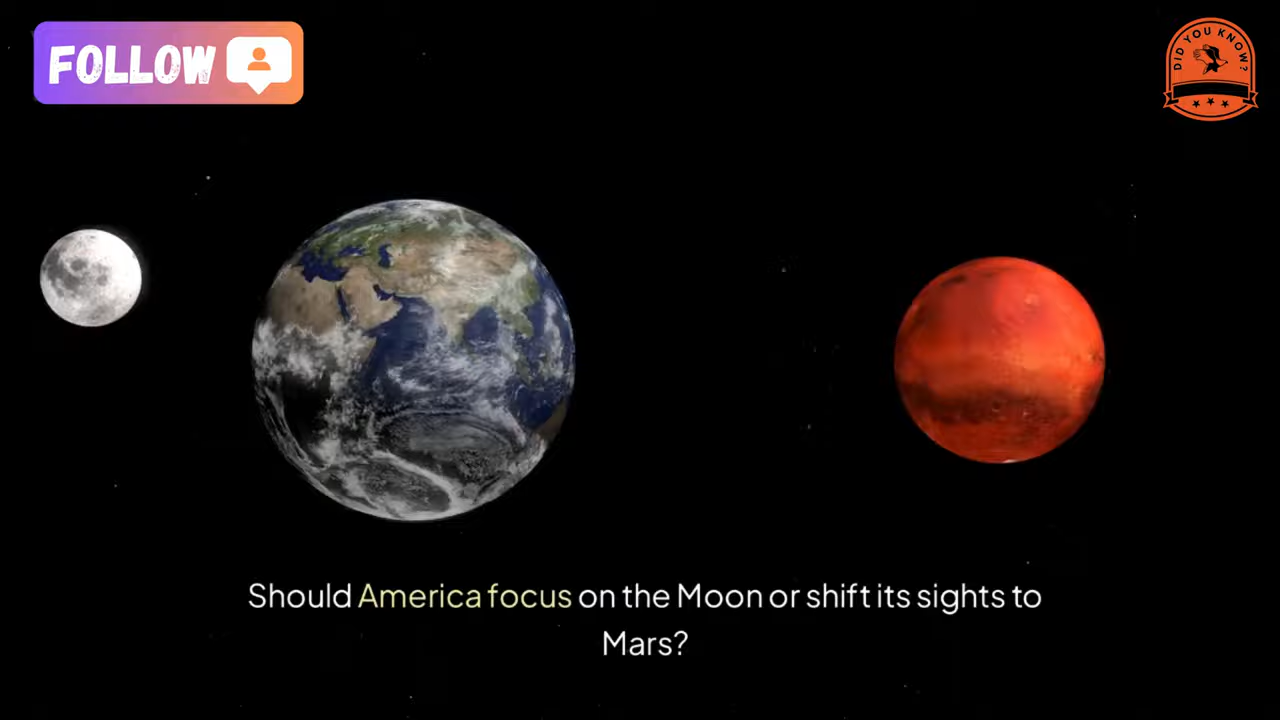 FOLLOW
DID YOU KNOW?
Should America focus on the Moon or shift its sights to
Mars?